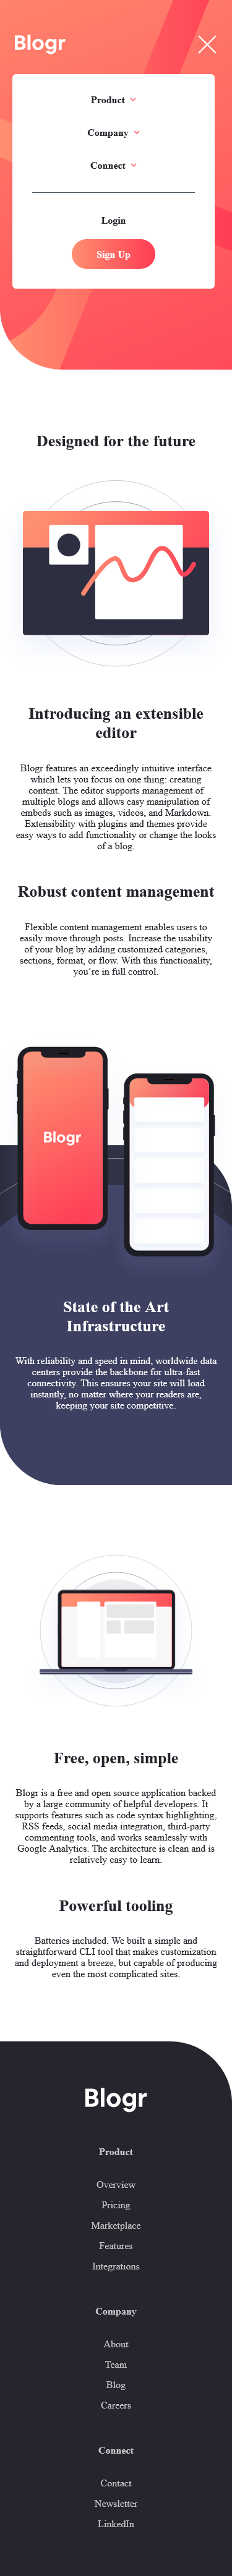 Blogr
Product
Company
Connect
Login
Sign Up
Designed for the future
Introducing an extensible
editor
Blogr features an exceedingly intuitive interface
which lets you focus on one thing: creating
content. The editor supports management of
multiple blogs and allows easy manipulation of
embeds such as images, videos, and Markdown.
Extensibility with plugins and themes provide
easy ways to add functionality or change the looks
of a blog.
Robust content management
Flexible content management enables users to
easily move through posts. Increase the usability
of your blog by adding customized categories,
sections, format, or flow. With this functionality,
you’re in full control.
Blogr
State of the Art
Infrastructure
With reliability and speed in mind, worldwide data
centers provide the backbone for ultra-fast
connectivity. This ensures your site will load
instantly, no matter where your readers are,
keeping your site competitive.
Free, open, simple
Blogr is a free and open source application backed
by a large community of helpful developers. It
supports features such as code syntax highlighting,
RSS feeds, social media integration, third-party
commenting tools, and works seamlessly with
Google Analytics. The architecture is clean and is
relatively easy to learn.
Powerful tooling
Batteries included. We built a simple and
straightforward CLI tool that makes customization
and deployment a breeze, but capable of producing
even the most complicated sites.
Blogr
Product
Overview
Pricing
Marketplace
Features
Integrations
Company
About
Team
Blog
Careers
Connect
Contact
Newsletter
LinkedIn